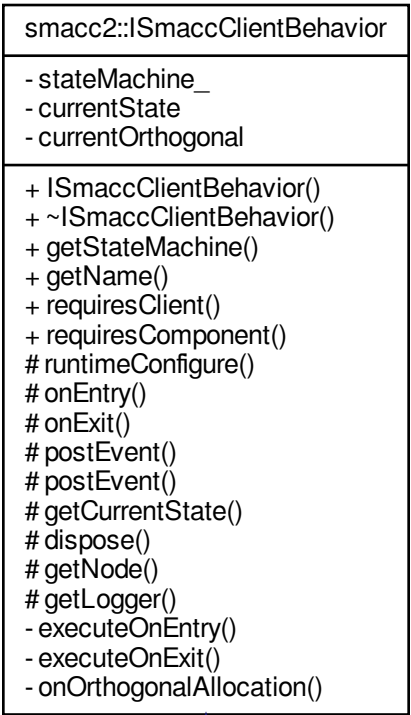 smacc2::ISmaccClientBehavior
- stateMachine_
- currentState
- currentOrthogonal
+ ISmaccClientBehavior()
+ ~ISmaccClientBehavior()
+ getStateMachine()
+ getName()
+ requiresClient()
+ requiresComponent()
# runtimeConfigure()
# onEntry()
# onExit()
# postEvent()
# postEvent()
# getCurrentState()
# dispose()
# getNode()
# getLogger()
- executeOnEntry()
- executeOnExit()
- onOrthogonalAllocation()